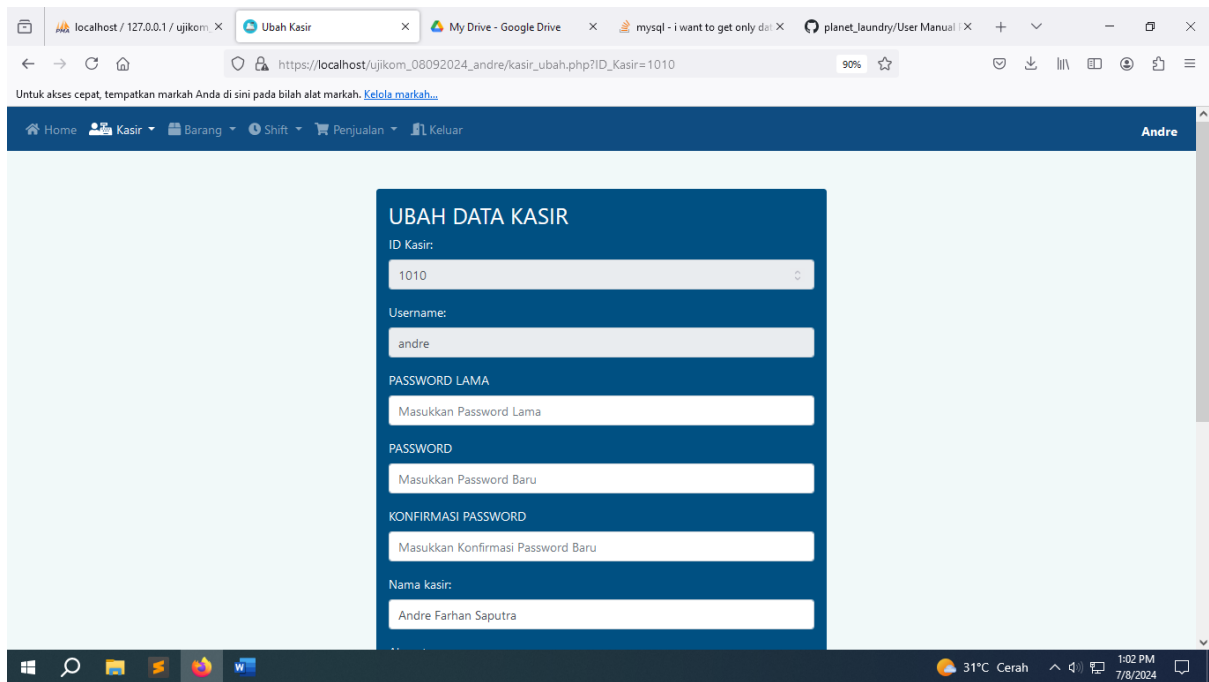 localhost / 127.0.0.1 / ujikom_
Ubah Kasir
My Drive - Google Drive
mysql - i want to get only dat
planet_laundry/User Manual
https://localhost/ujikom_08092024_andre/kasir_ubah.php?ID_Kasir=1010
90%
Untuk akses cepat, tempatkan markah Anda di sini pada bilah alat markah. Kelola markah...
Home Kasir Barang Shift Penjualan Keluar
Andre
UBAH DATA KASIR
ID Kasir:
1010
Username:
andre
PASSWORD LAMA
Masukkan Password Lama
PASSWORD
Masukkan Password Baru
KONFIRMASI PASSWORD
Masukkan Konfirmasi Password Baru
Nama kasir:
Andre Farhan Saputra
31°C Cerah
1:02 PM
7/8/2024